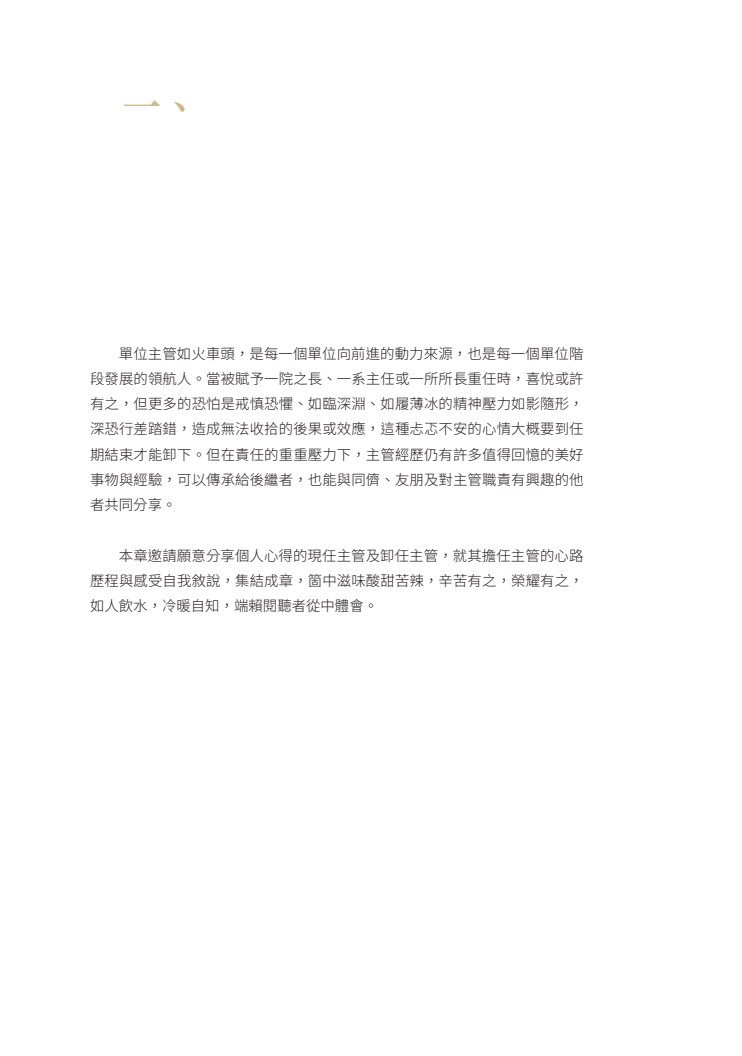 一、
單位主管如火車頭，是每一個單位向前進的動力來源，也是每一個單位階
段發展的領航人。當被賦予一院之長、一系主任或一所所長重任時，喜悅或許
有之，但更多的恐怕是戒慎恐懼、如臨深淵、如履薄冰的精神壓力如影隨形，
深恐行差踏錯，造成無法收拾的後果或效應，這種忐忑不安的心情大概要到任
期結束才能卸下。但在責任的重重壓力下，主管經歷仍有許多值得回憶的美好
事物與經驗，可以傳承給後繼者，也能與同儕、友朋及對主管職責有興趣的他
者共同分享。
本章邀請願意分享個人心得的現任主管及卸任主管，就其擔任主管的心路
歷程與感受自我敘說，集結成章，箇中滋味酸甜苦辣，辛苦有之，榮耀有之，
如人飲水，冷暖自知，端賴閱聽者從中體會。